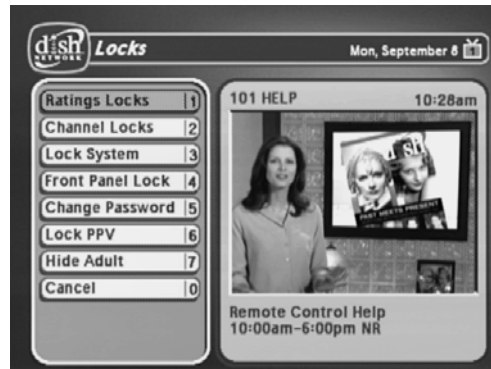 dish
NETWORK
Locks
Mon, September 8
Ratings Locks 1
Channel Locks 2
Lock System 3
Front Panel Lock 4
Change Password 5
Lock PPV 6
Hide Adult 7
Cancel 0
101 HELP 10:28am
PAST MEETS PRESENT
Remote Control Help
10:00am-6:00pm NR